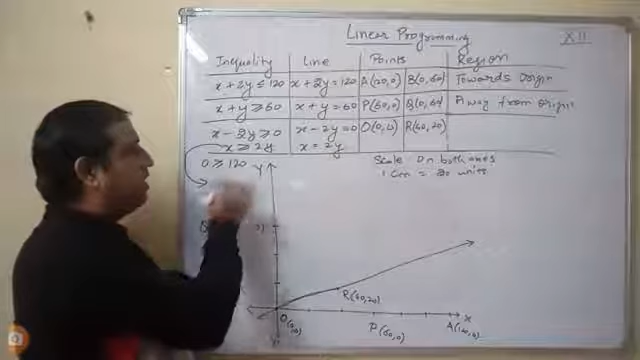 Linear Programming
XII
Inequality Line Points Region
x + 2y ≤ 120 x + 2y = 120 A(120,0) B(0,60) Towards Origin
x + y ≥ 60 x + y = 60 P(60,0) Q(0,60) Away from Origin
x - 2y ≥ 0 x - 2y = 0 O(0,0) R(60,30)
x ≥ 2y x = 2y
0 ≥ 120
Scale On both axes
1 cm = 20 units
Y
R(60,30)
X
O(0,0) P(60,0) A(120,0)